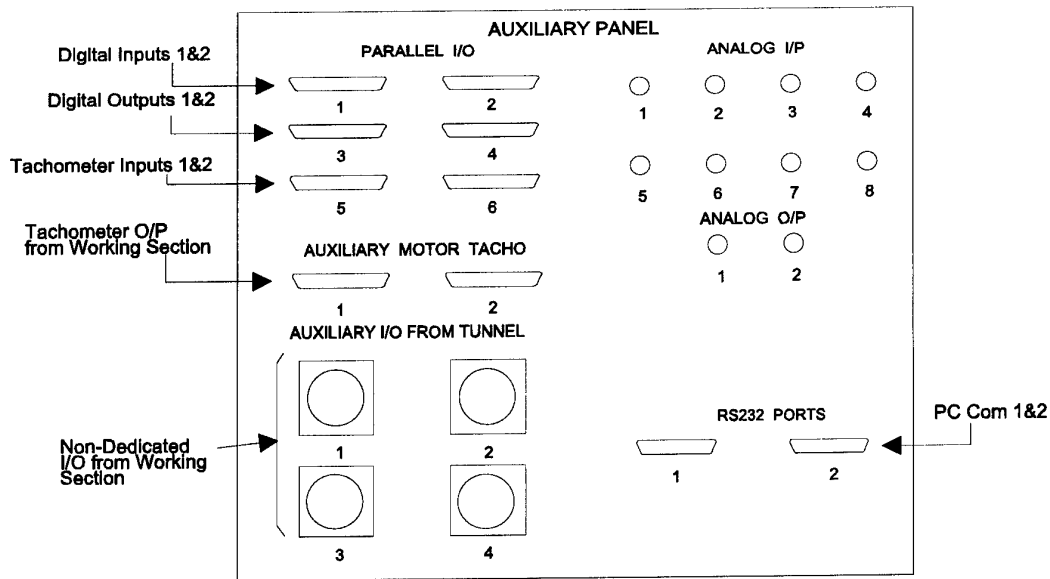 AUXILIARY PANEL
PARALLEL I/O
ANALOG I/P
Digital Inputs 1&2
1 2
1 2 3 4
Digital Outputs 1&2
3 4
Tachometer Inputs 1&2
5 6
5 6 7 8
ANALOG O/P
1 2
Tachometer O/P
from Working Section
AUXILIARY MOTOR TACHO
1 2
AUXILIARY I/O FROM TUNNEL
1 2
3 4
Non-Dedicated
I/O from Working
Section
RS232 PORTS
1 2
PC Com 1&2